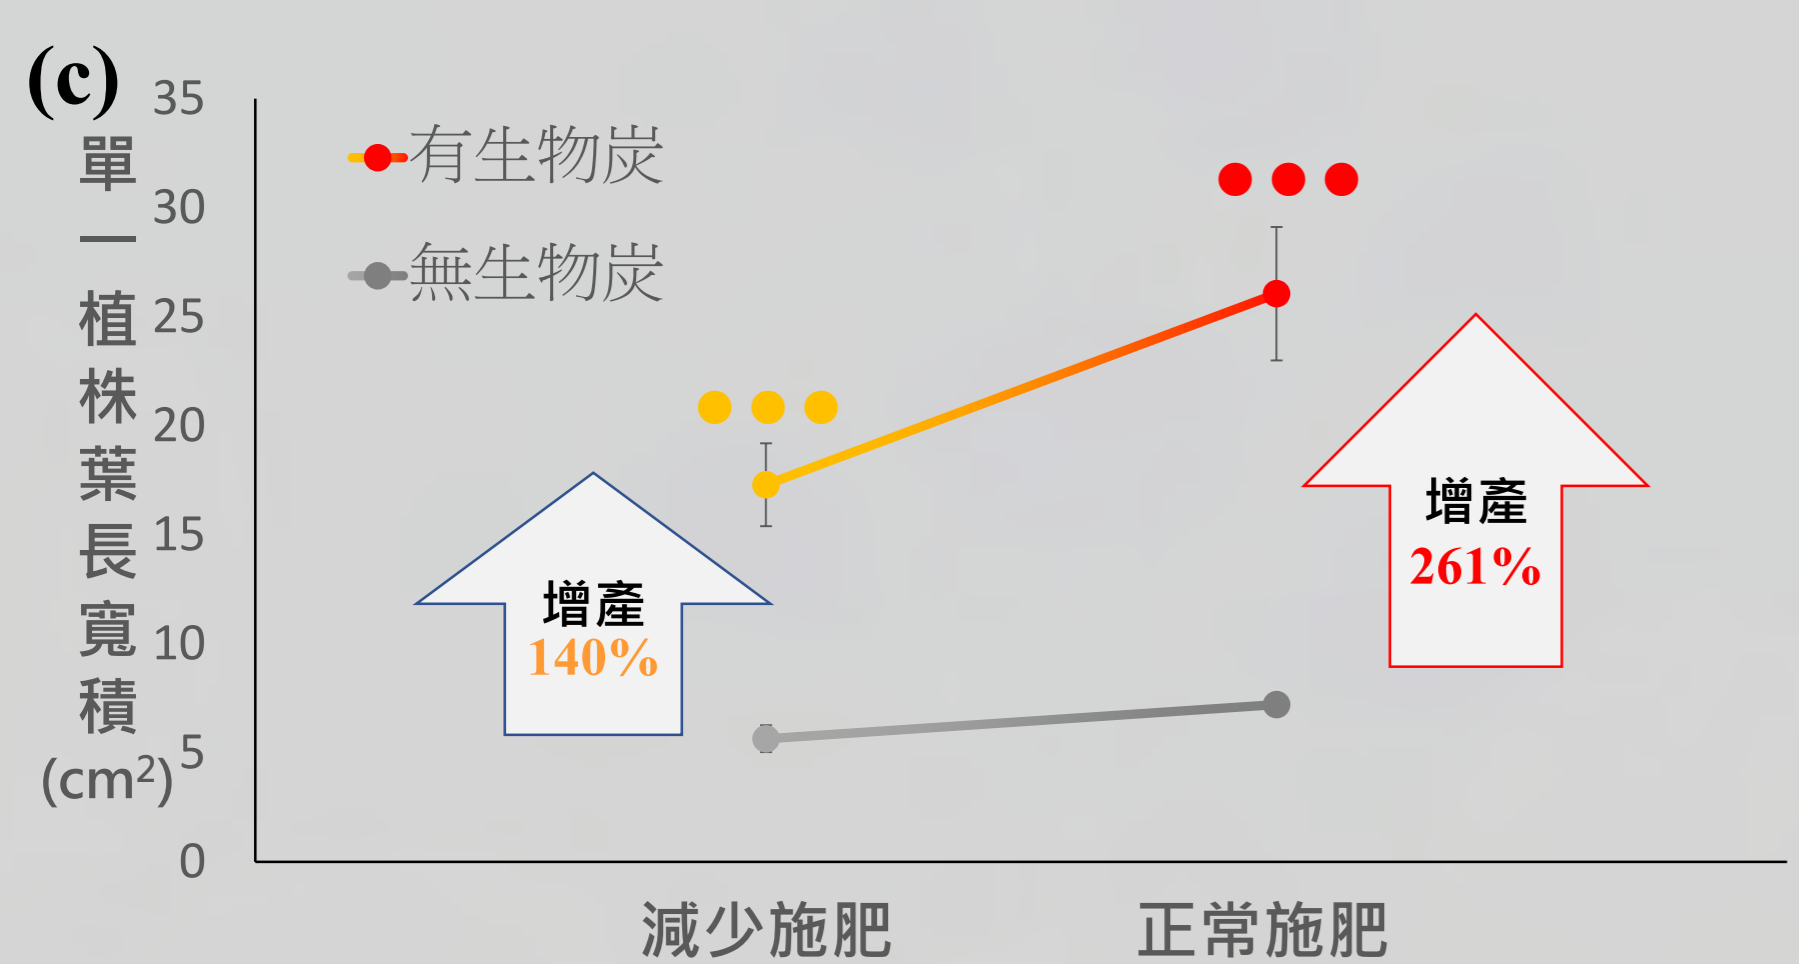 (c)
單一植株葉長寬積
(cm²)
35
30
25
20
15
10
5
0
有生物炭
無生物炭
增產
140%
增產
261%
減少施肥
正常施肥